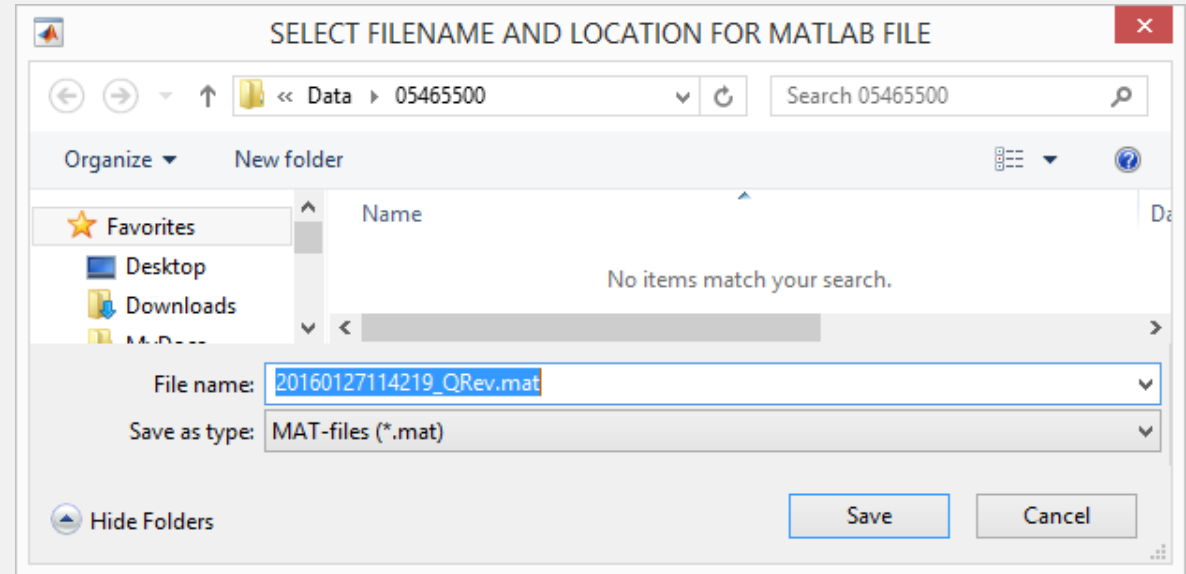 SELECT FILENAME AND LOCATION FOR MATLAB FILE
« Data 05465500 Search 05465500
Organize New folder
Name
Favorites
Desktop
No items match your search.
Downloads
File name: 20160127114219_QRev.mat
Save as type: MAT-files (*.mat)
Hide Folders Save Cancel